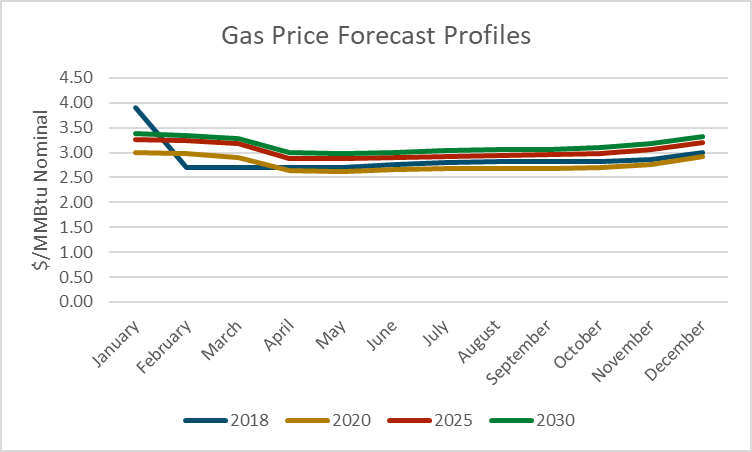 Gas Price Forecast Profiles
$/MMBtu Nominal
4.50
4.00
3.50
3.00
2.50
2.00
1.50
1.00
0.50
0.00
January
February
March
April
May
June
July
August
September
October
November
December
2018
2020
2025
2030